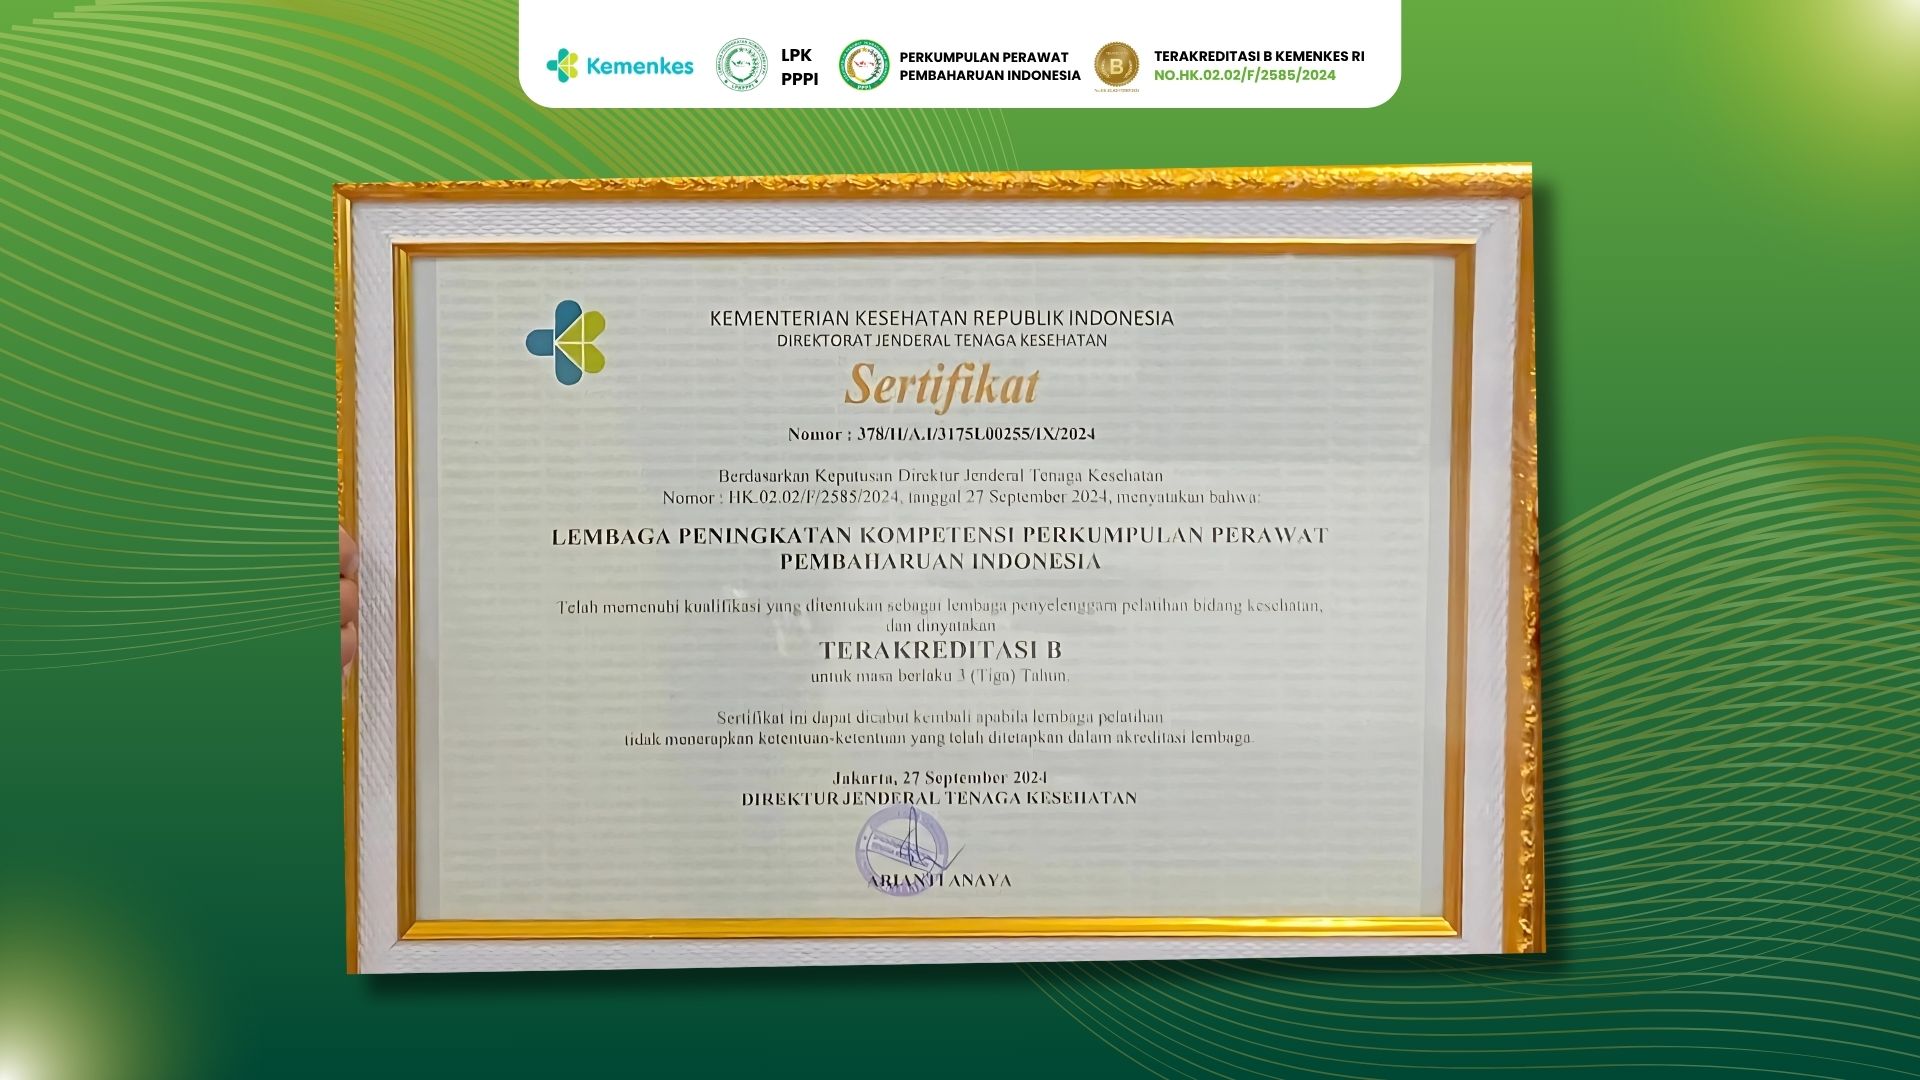 Kemenkes
LPK
PPPI
PERKUMPULAN PERAWAT
PEMBAHARUAN INDONESIA
B
TERAKREDITASI B KEMENKES RI
NO.HK.02.02/F/2585/2024
KEMENTERIAN KESEHATAN REPUBLIK INDONESIA
DIREKTORAT JENDERAL TENAGA KESEHATAN
Sertifikat
Nomor : 378/II/A.I/3175L00255/IX/2024
Berdasarkan Keputusan Direktur Jenderal Tenaga Kesehatan
Nomor : HK.02.02/F/2585/2024, tanggal 27 September 2024, menyatakan bahwa:
LEMBAGA PENINGKATAN KOMPETENSI PERKUMPULAN PERAWAT
PEMBAHARUAN INDONESIA
Telah memenuhi kualifikasi yang ditentukan sebagai lembaga penyelenggara pelatihan bidang kesehatan,
dan dinyatakan
TERAKREDITASI B
untuk masa berlaku 3 (Tiga) Tahun.
Sertifikat ini dapat dicabut kembali apabila lembaga pelatihan
tidak menerapkan ketentuan-ketentuan yang telah ditetapkan dalam akreditasi lembaga.
Jakarta, 27 September 2024
DIREKTUR JENDERAL TENAGA KESEHATAN
ARIANTI ANAYA